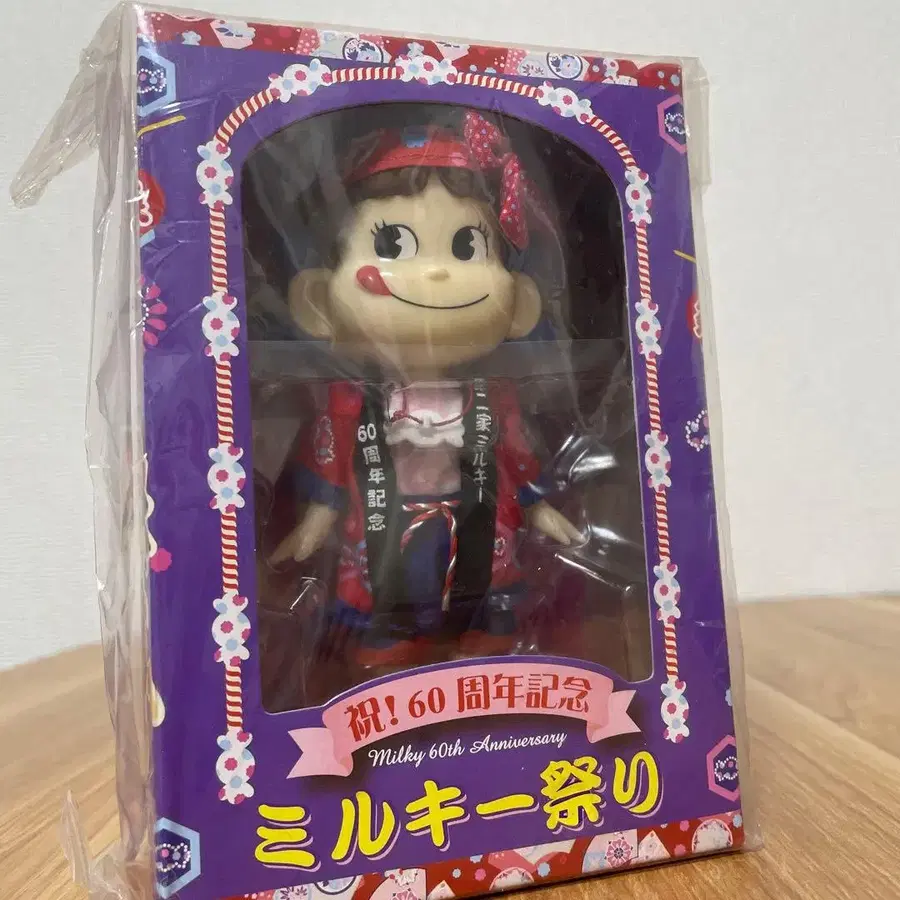 60周年記念
二家ミルキー
祝！60周年記念
Milky 60th Anniversary
ミルキー祭り